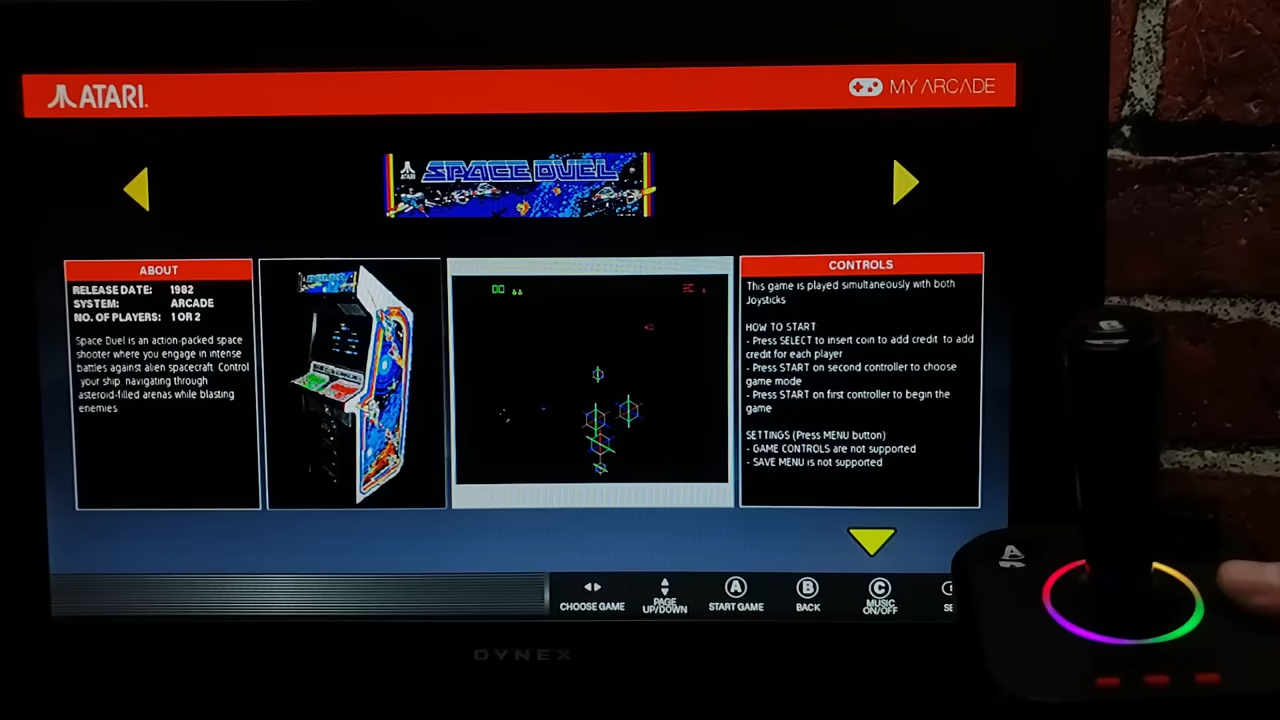 ATARI
MY ARCADE
ATARI
SPACE DUEL
ABOUT
RELEASE DATE: 1982
SYSTEM: ARCADE
NO. OF PLAYERS: 1 OR 2
Space Duel is an action-packed space
shooter where you engage in intense
battles against alien spacecraft. Control
your ship, navigating through
asteroid-filled arenas while blasting
enemies
CONTROLS
This game is played simultaneously with both
Joysticks
HOW TO START
- Press SELECT to insert coin to add credit to add
credit for each player
- Press START on second controller to choose
game mode
- Press START on first controller to begin the
game
SETTINGS (Press MENU button)
- GAME CONTROLS are not supported
- SAVE MENU is not supported
CHOOSE GAME
PAGE
UP/DOWN
A
START GAME
B
BACK
C
MUSIC
ON/OFF
SE
B
A
DYNEX